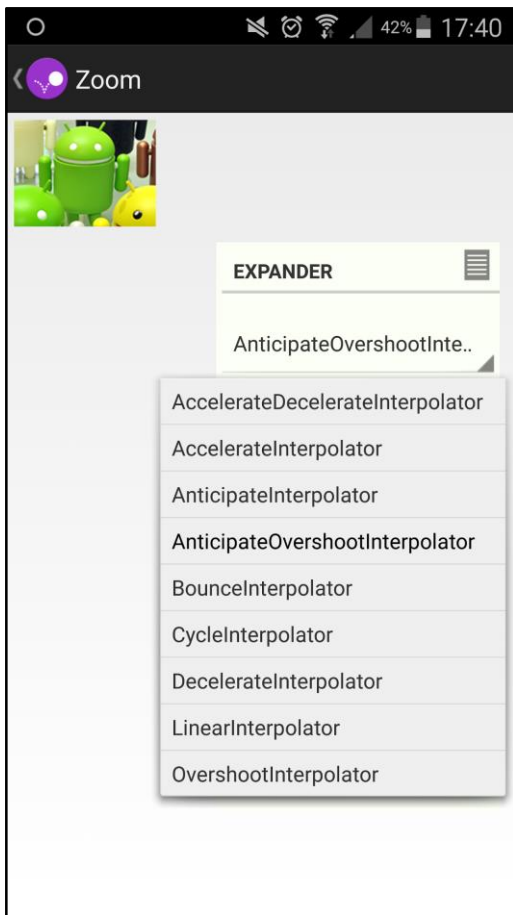 42% 17:40
Zoom
EXPANDER
AnticipateOvershootInte..
AccelerateDecelerateInterpolator
AccelerateInterpolator
AnticipateInterpolator
AnticipateOvershootInterpolator
BounceInterpolator
CycleInterpolator
DecelerateInterpolator
LinearInterpolator
OvershootInterpolator